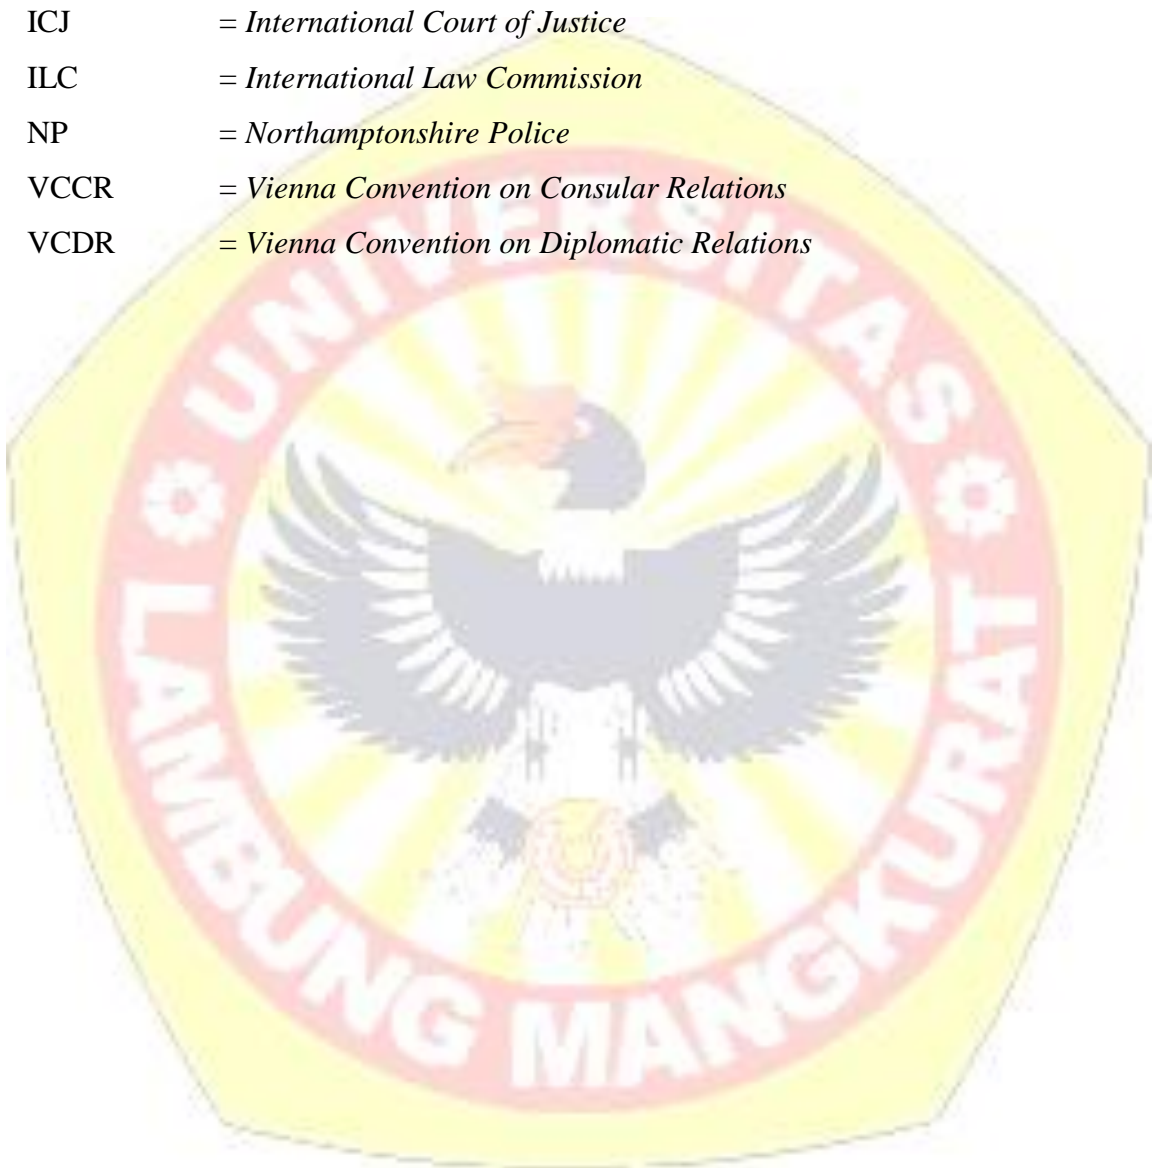 ICJ = International Court of Justice
ILC = International Law Commission
NP = Northamptonshire Police
VCCR = Vienna Convention on Consular Relations
VCDR = Vienna Convention on Diplomatic Relations
UNIVERSITAS
LAMBUNG MANGKURAT